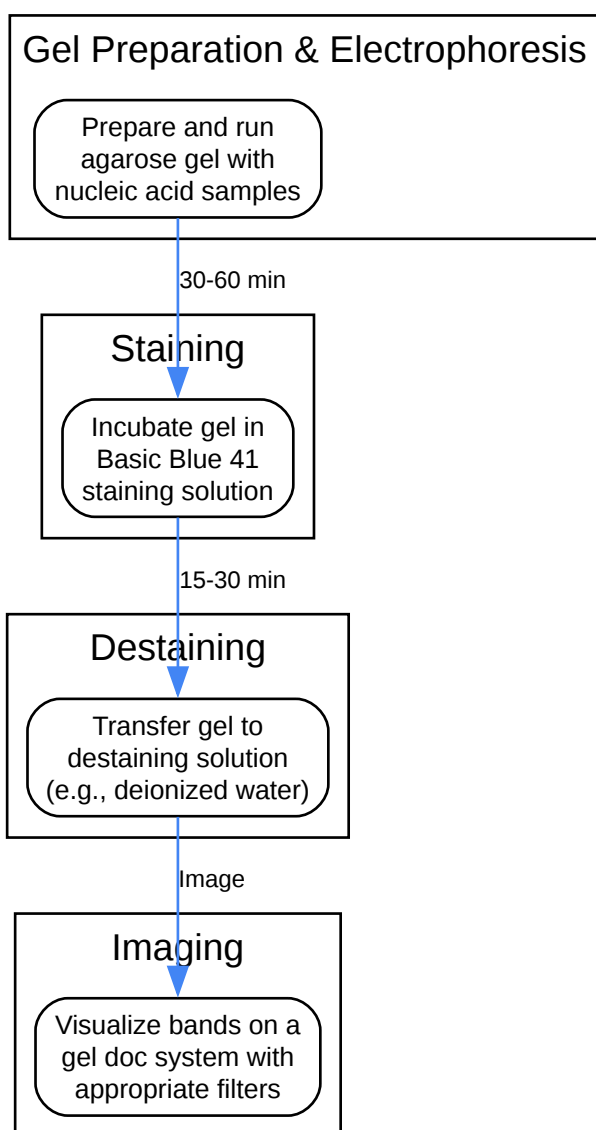 Gel Preparation & Electrophoresis
Prepare and run
agarose gel with
nucleic acid samples
30-60 min
Staining
Incubate gel in
Basic Blue 41
staining solution
15-30 min
Destaining
Transfer gel to
destaining solution
(e.g., deionized water)
Image
Imaging
Visualize bands on a
gel doc system with
appropriate filters